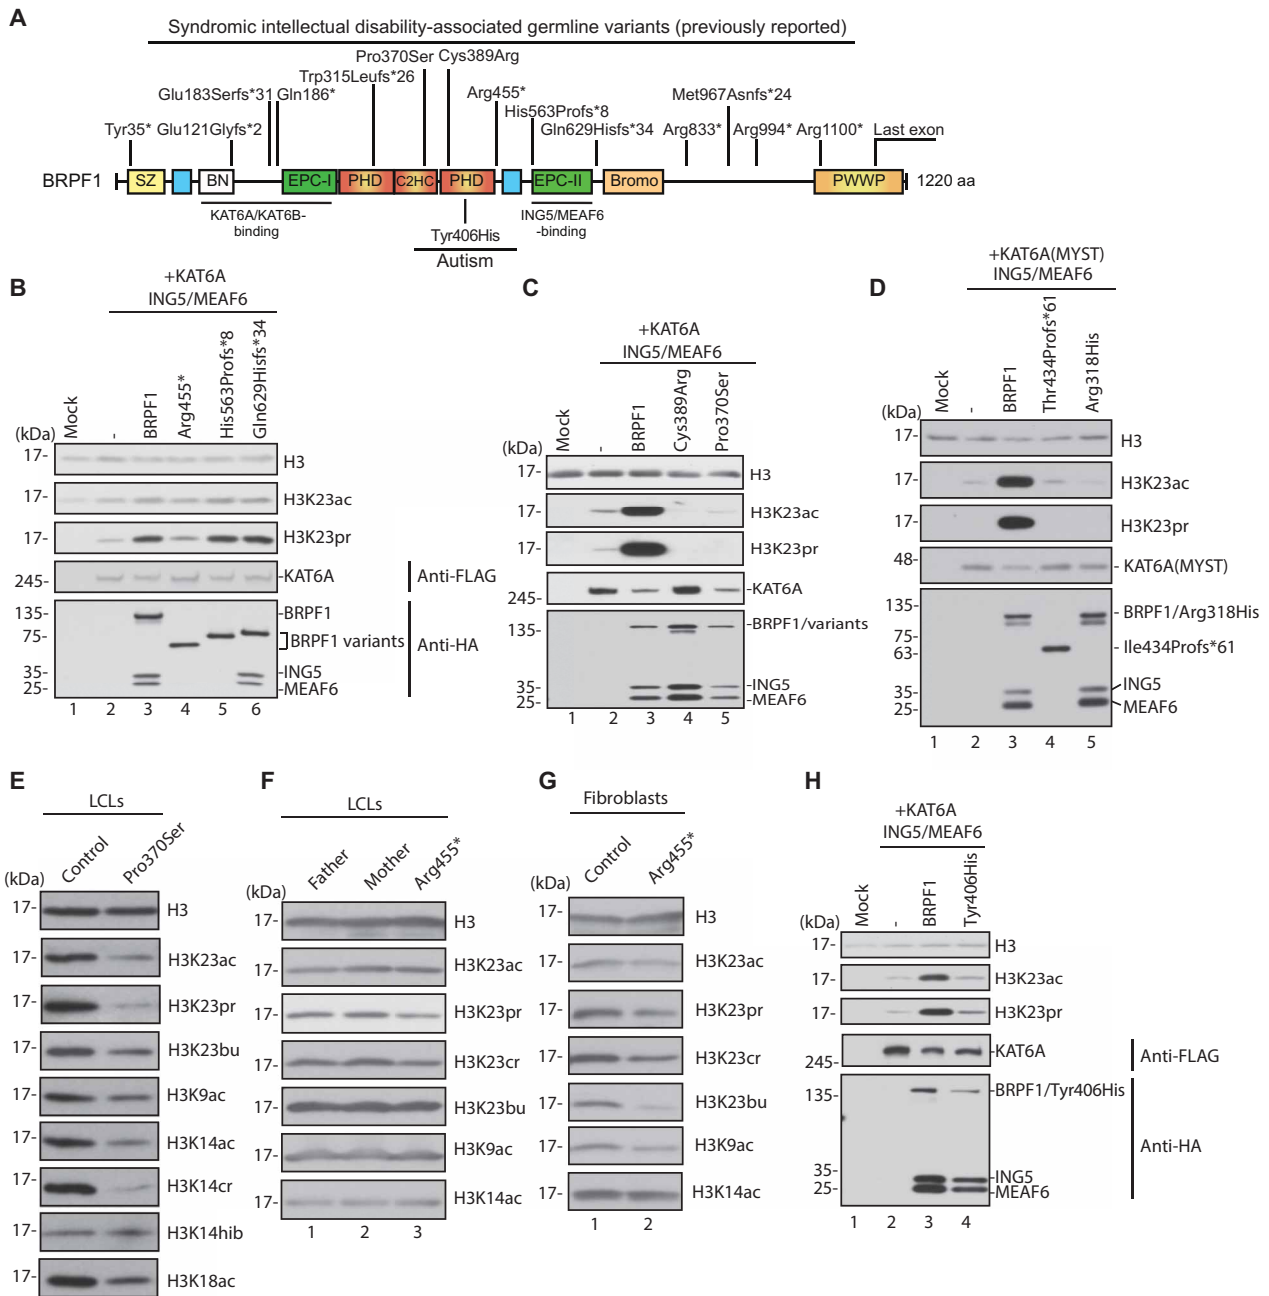 A
Syndromic intellectual disability-associated germline variants (previously reported)
Pro370Ser Cys389Arg
Trp315Leufs*26
Glu183Serfs*31 Gln186* Arg455* Met967Asnfs*24
His563Profs*8
Tyr35* Glu121Glyfs*2 Gln629Hisfs*34 Arg833* Arg994* Arg1100* Last exon
BRPF1 SZ BN EPC-I PHD C2HC PHD EPC-II Bromo PWWP 1220 aa
KAT6A/KAT6B-
binding
ING5/MEAF6
-binding
Tyr406His
Autism
B
+KAT6A
ING5/MEAF6
(kDa) Mock - BRPF1 Arg455* His563Profs*8 Gln629Hisfs*34
17- H3
17- H3K23ac
17- H3K23pr
245- -KAT6A Anti-FLAG
135- -BRPF1
75- BRPF1 variants Anti-HA
35- -ING5
25- -MEAF6
1 2 3 4 5 6
C
+KAT6A
ING5/MEAF6
(kDa) Mock - BRPF1 Cys389Arg Pro370Ser
17- H3
17- H3K23ac
17- H3K23pr
245- -KAT6A
135- -BRPF1/variants
35- -ING5
25- -MEAF6
1 2 3 4 5
D
+KAT6A(MYST)
ING5/MEAF6
Mock - BRPF1 Thr434Profs*61 Arg318His
(kDa)
17- H3
17- H3K23ac
17- H3K23pr
48- - KAT6A(MYST)
135- - BRPF1/Arg318His
75-
63- - Ile434Profs*61
35- ING5
25- MEAF6
1 2 3 4 5
E
LCLs
(kDa) Control Pro370Ser
17- H3
17- H3K23ac
17- H3K23pr
17- H3K23bu
17- H3K9ac
17- H3K14ac
17- H3K14cr
17- H3K14hib
17- H3K18ac
F
LCLs
(kDa) Father Mother Arg455*
17- H3
17- H3K23ac
17- H3K23pr
17- H3K23cr
17- H3K23bu
17- H3K9ac
17- H3K14ac
1 2 3
G
Fibroblasts
(kDa) Control Arg455*
17- H3
17- H3K23ac
17- H3K23pr
17- H3K23cr
17- H3K23bu
17- H3K9ac
17- H3K14ac
1 2
H
+KAT6A
ING5/MEAF6
(kDa) Mock - BRPF1 Tyr406His
17- H3
17- H3K23ac
17- H3K23pr
245- -KAT6A Anti-FLAG
135- -BRPF1/Tyr406His
Anti-HA
35- -ING5
25- -MEAF6
1 2 3 4